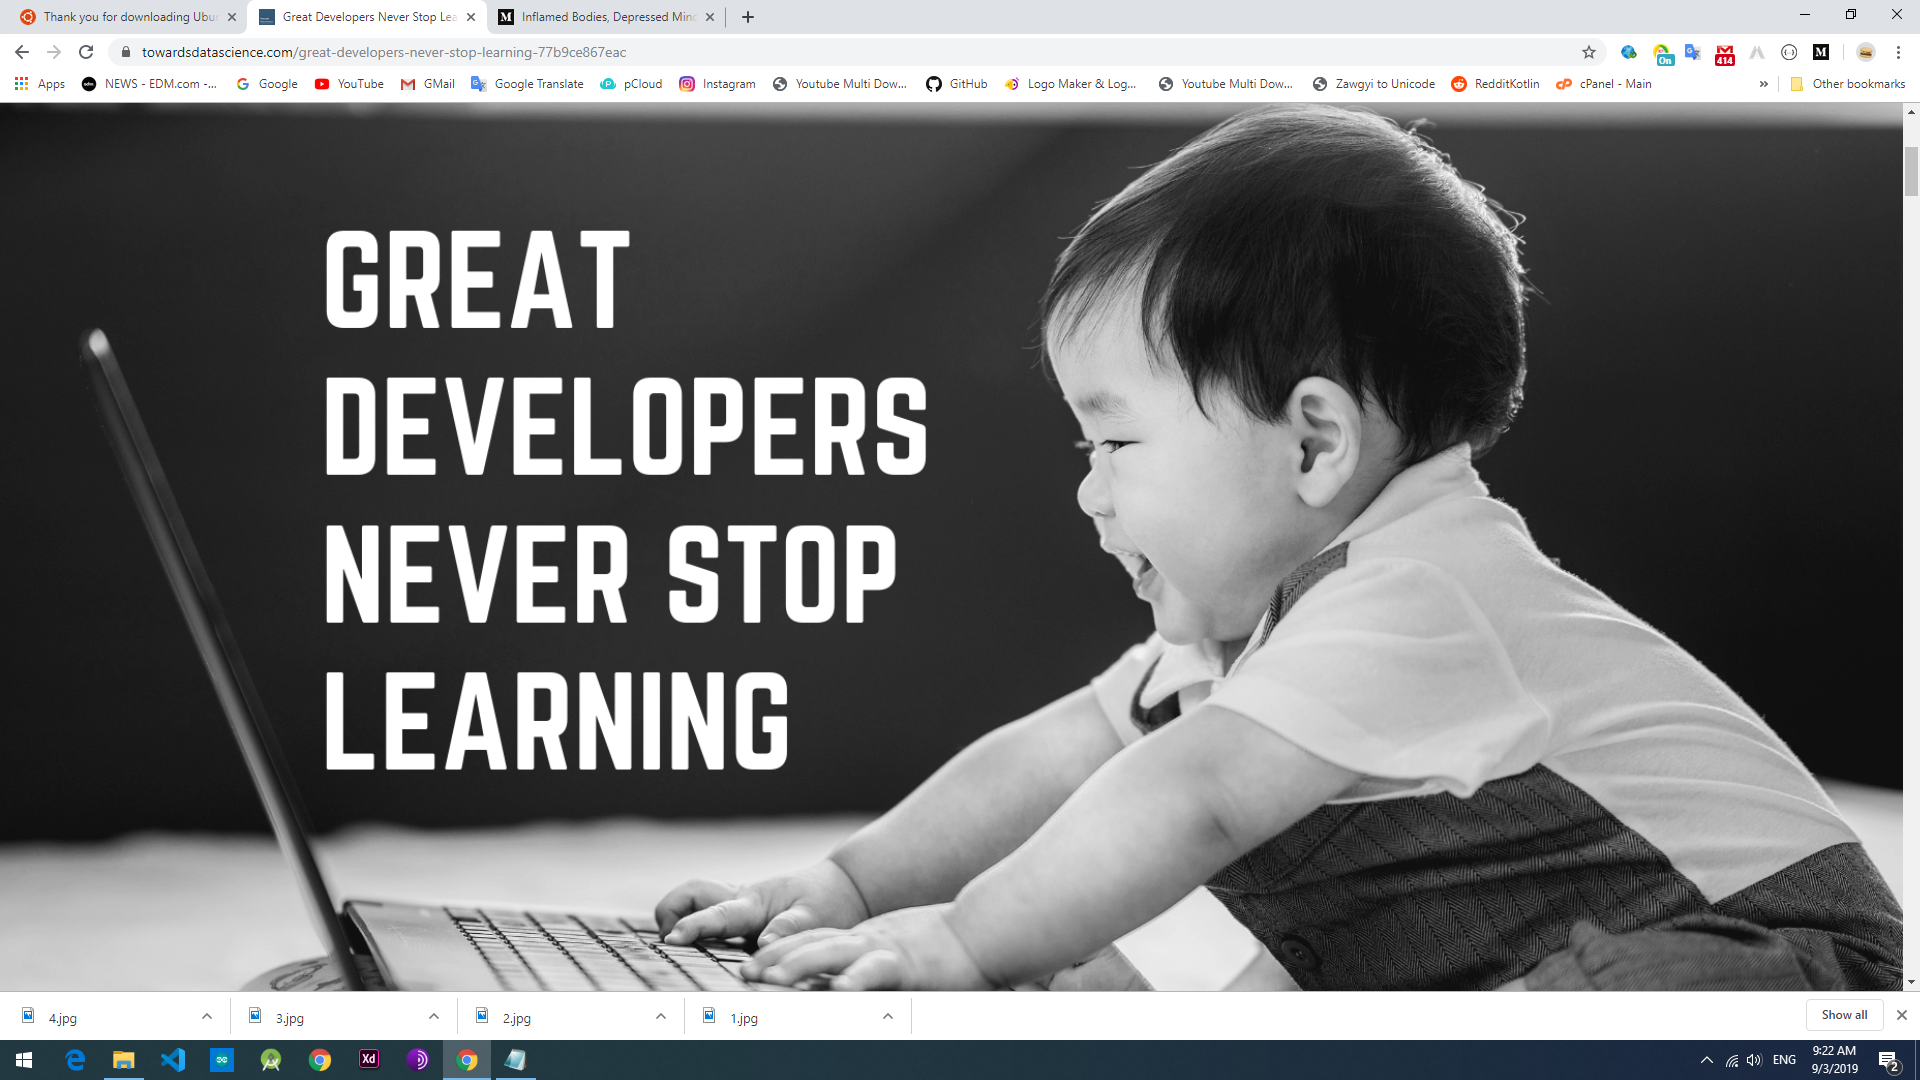 Thank you for downloading Ubu
Great Developers Never Stop Lea
Inflamed Bodies, Depressed Mind
towardsdatascience.com/great-developers-never-stop-learning-77b9ce867eac
On
414
Apps
NEWS - EDM.com -...
Google
YouTube
GMail
Google Translate
pCloud
Instagram
Youtube Multi Dow...
GitHub
Logo Maker & Log...
Youtube Multi Dow...
Zawgyi to Unicode
RedditKotlin
cPanel - Main
»
Other bookmarks
GREAT
DEVELOPERS
NEVER STOP
LEARNING
4.jpg
3.jpg
2.jpg
1.jpg
Show all
Xd
ENG
9:22 AM
9/3/2019
2